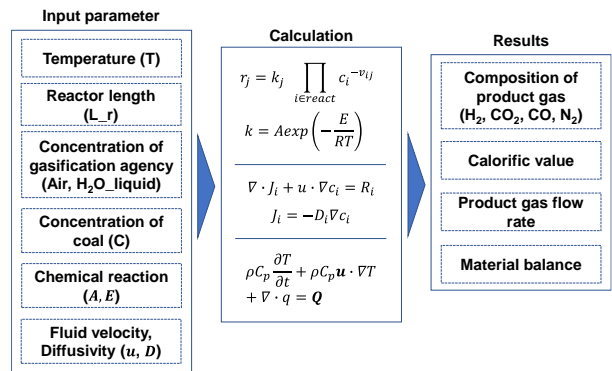 Input parameter
Temperature (T)
Reactor length
(L_r)
Concentration of
gasification agency
(Air, H₂O_liquid)
Concentration of
coal (C)
Chemical reaction
(A, E)
Fluid velocity,
Diffusivity (u, D)
Calculation
r_j = k_j ∏_{i∈react} c_i^{-v_{ij}}
k = Aexp(−E/RT)
∇ · J_i + u · ∇c_i = R_i
J_i = −D_i∇c_i
ρC_p ∂T/∂t + ρC_p u · ∇T
+ ∇ · q = Q
Results
Composition of
product gas
(H₂, CO₂, CO, N₂)
Calorific value
Product gas flow
rate
Material balance